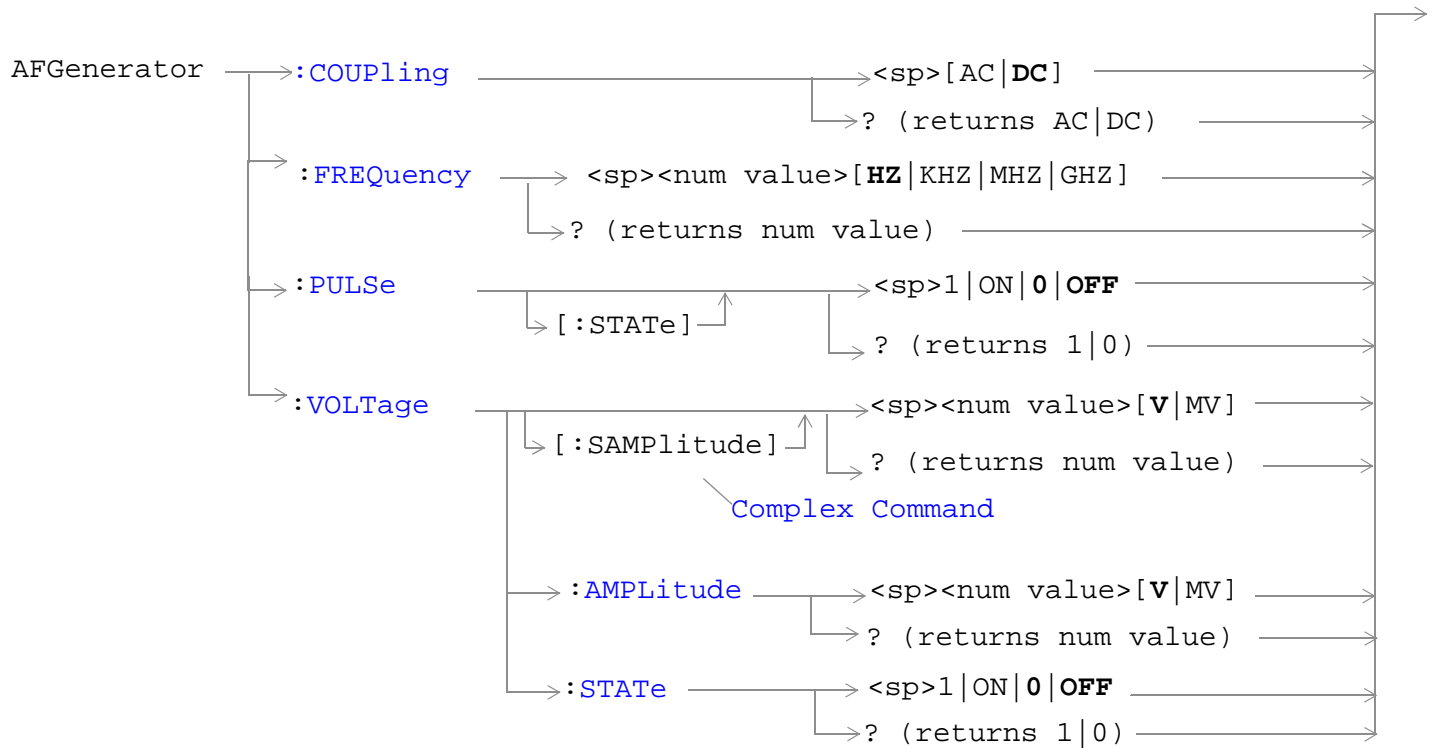 AFGenerator :COUPling <sp>[AC|DC]
? (returns AC|DC)
:FREQuency <sp><num value>[HZ|KHZ|MHZ|GHZ]
? (returns num value)
:PULSe <sp>1|ON|0|OFF
[:STATe]
? (returns 1|0)
:VOLTage <sp><num value>[V|MV]
[:SAMPlitude]
? (returns num value)
Complex Command
:AMPLitude <sp><num value>[V|MV]
? (returns num value)
:STATe <sp>1|ON|0|OFF
? (returns 1|0)